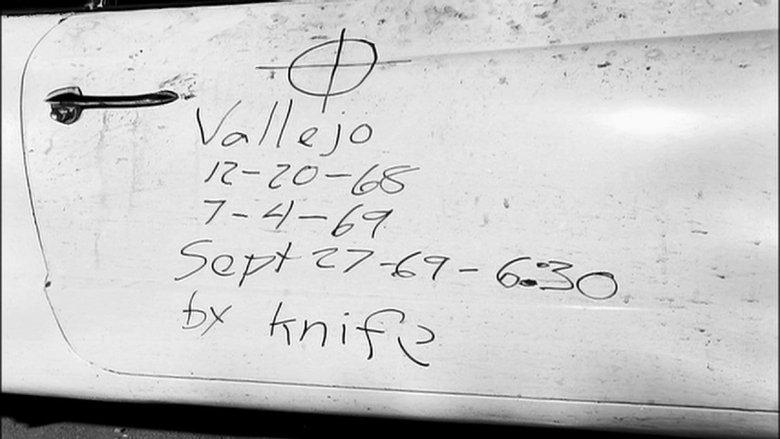 Vallejo
12-20-68
7-4-69
Sept 27-69-6:30
by knife